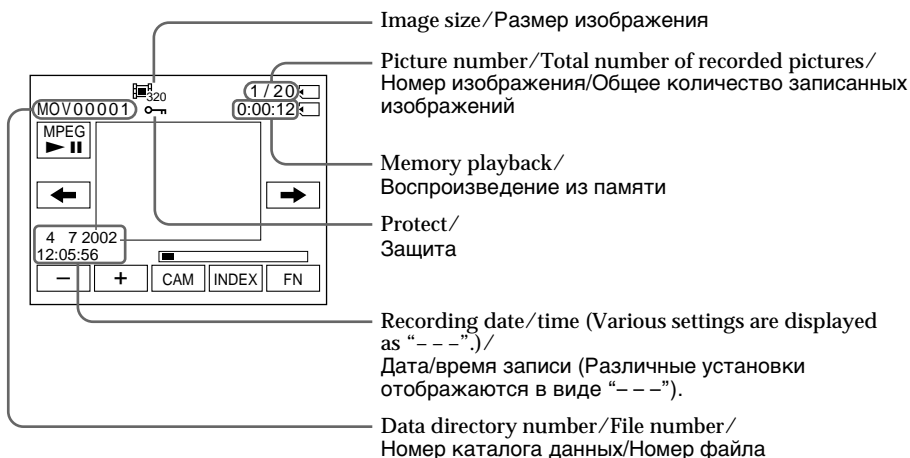 Image size/Размер изображения
Picture number/Total number of recorded pictures/
Номер изображения/Общее количество записанных
изображений
320
1/20
MOV00001
0:00:12
MPEG
Memory playback/
Воспроизведение из памяти
Protect/
Защита
4 7 2002
12:05:56
– + CAM INDEX FN
Recording date/time (Various settings are displayed
as “– – –”.)/
Дата/время записи (Различные установки
отображаются в виде “– – –”).
Data directory number/File number/
Номер каталога данных/Номер файла